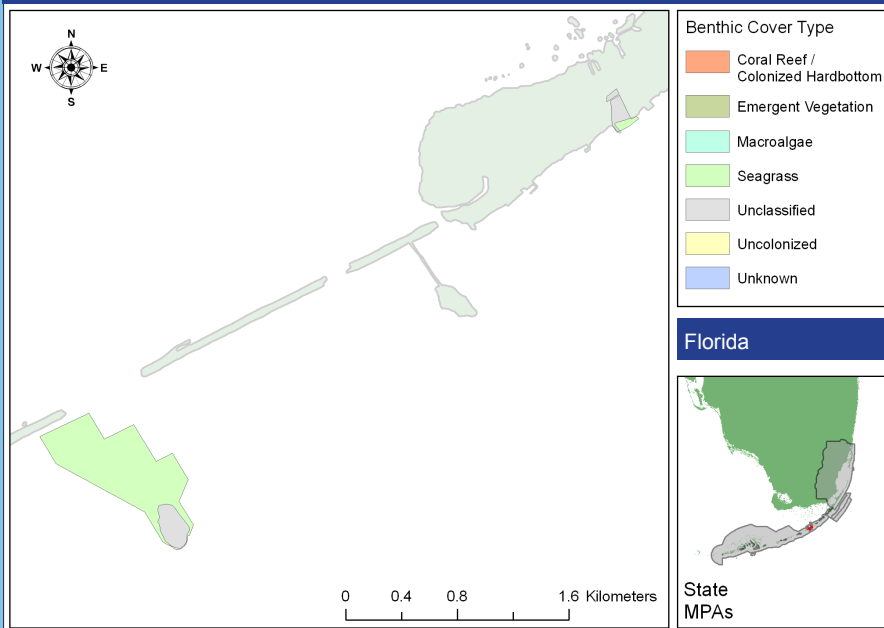 N
W E
S
Benthic Cover Type
Coral Reef /
Colonized Hardbottom
Emergent Vegetation
Macroalgae
Seagrass
Unclassified
Uncolonized
Unknown
Florida
0 0.4 0.8 1.6 Kilometers
State
MPAs